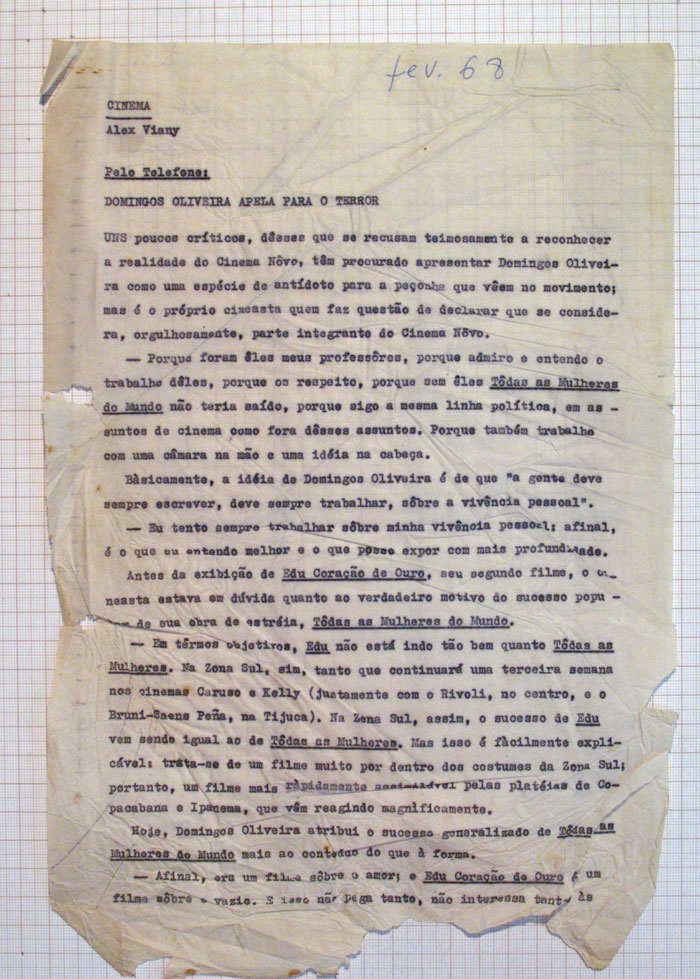 fev. 68
CINEMA
Alex Viany
Pelo Telefone:
DOMINGOS OLIVEIRA APELA PARA O TERROR
UNS poucos críticos, dêsses que se recusam teimosamente a reconhecer
a realidade do Cinema Nôvo, têm procurado apresentar Domingos Olivei-
ra como uma espécie de antídoto para a peçonha que vêem no movimento;
mas é o próprio cineasta quem faz questão de declarar que se conside-
ra, orgulhosamente, parte integrante do Cinema Nôvo.
— Porque foram êles meus professôres, porque admiro e entendo o
trabalho dêles, porque os respeito, porque sem êles Tôdas as Mulheres
do Mundo não teria saído, porque sigo a mesma linha política, em as -
suntos de cinema como fora dêsses assuntos. Porque também trabalho
com uma câmara na mão e uma idéia na cabeça.
Bàsicamente, a idéia de Domingos Oliveira é de que "a gente deve
sempre escrever, deve sempre trabalhar, sôbre a vivência pessoal".
— Eu tento sempre trabalhar sôbre minha vivência pessoal; afinal,
é o que eu entendo melhor e o que posso expor com mais profundidade.
Antes da exibição de Edu Coração de Ouro, seu segundo filme, o
neasta estava em dúvida quanto ao verdadeiro motivo do sucesso popu -
de sua obra de estréia, Tôdas as Mulheres do Mundo.
— Em têrmos objetivos, Edu não está indo tão bem quanto Tôdas as
Mulheres. Na Zona Sul, sim, tanto que continuará uma terceira semana
nos cinemas Caruso e Kelly (juntamente com o Rivoli, no centro, e o
Bruni-Saens Peña, na Tijuca). Na Zona Sul, assim, o sucesso de Edu
vem sendo igual ao de Tôdas as Mulheres. Mas isso é fàcilmente expli-
cável: trata-se de um filme muito por dentro dos costumes da Zona Sul;
portanto, um filme mais ràpidamente assimilável pelas platéias de Co-
pacabana e Ipanema, que vêm reagindo magnìficamente.
Hoje, Domingos Oliveira atribui o sucesso generalizado de Tôdas as
Mulheres do Mundo mais ao conteúdo do que à forma.
— Afinal, era um filme sôbre o amor; e Edu Coração de Ouro é um
filme sôbre o vazio. E isso não pega tanto, não interessa tanto às